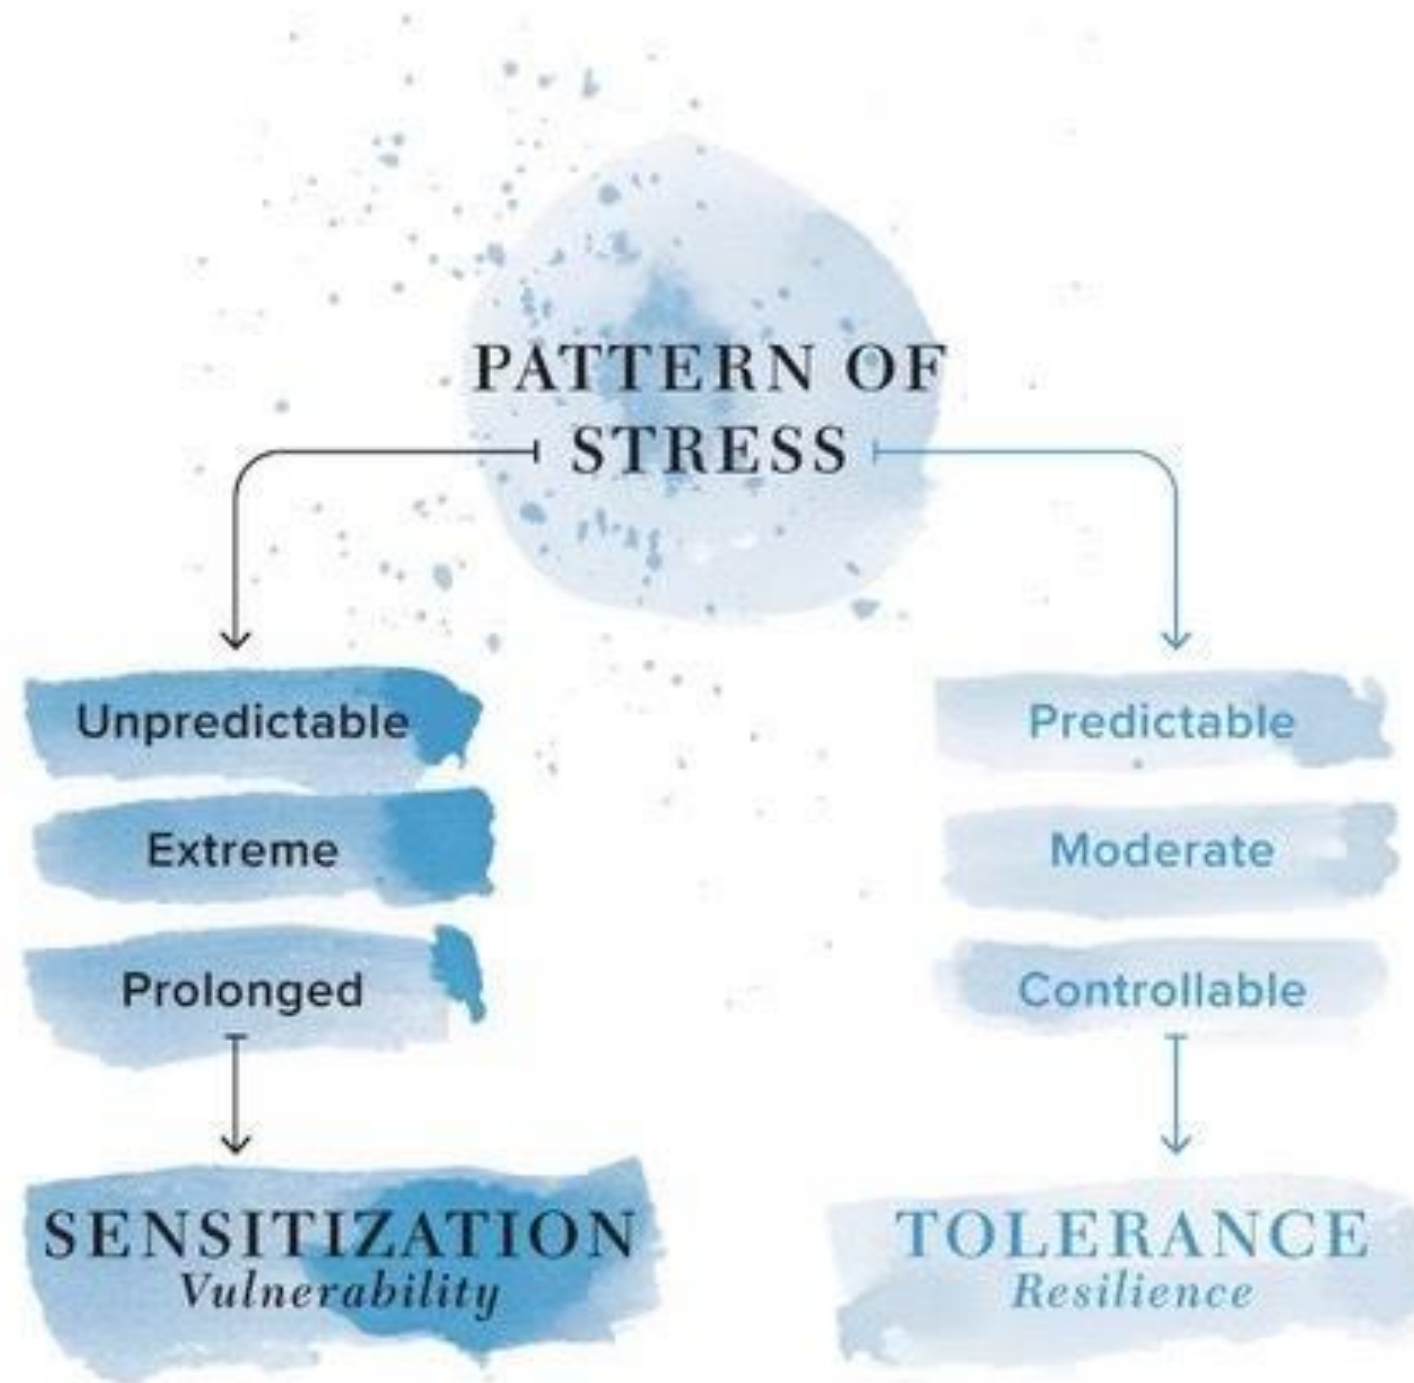 PATTERN OF
STRESS
Unpredictable
Extreme
Prolonged
SENSITIZATION
Vulnerability
Predictable
Moderate
Controllable
TOLERANCE
Resilience